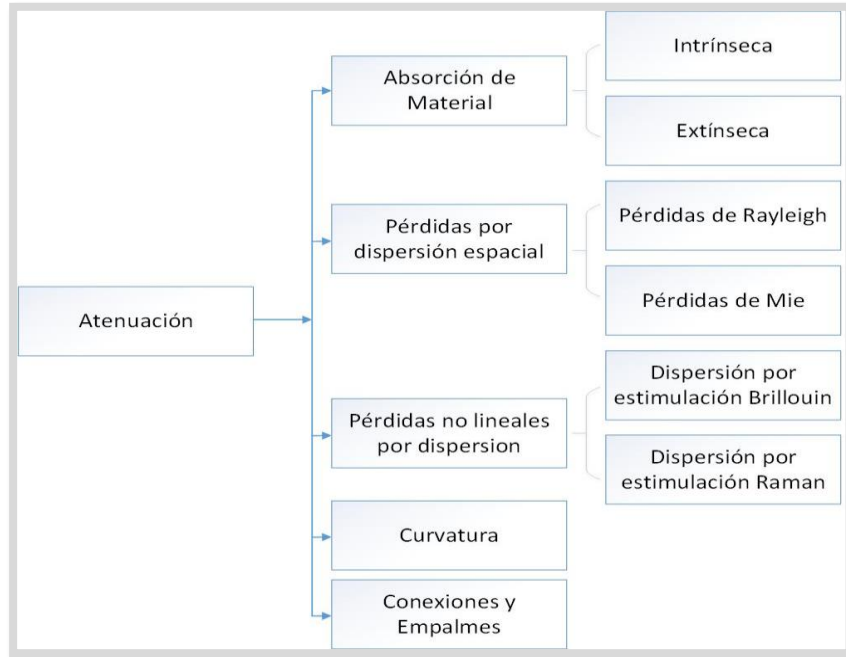 Atenuación
Absorción de
Material
Intrínseca
Extínseca
Pérdidas por
dispersión espacial
Pérdidas de Rayleigh
Pérdidas de Mie
Pérdidas no lineales
por dispersion
Dispersión por
estimulación Brillouin
Dispersión por
estimulación Raman
Curvatura
Conexiones y
Empalmes